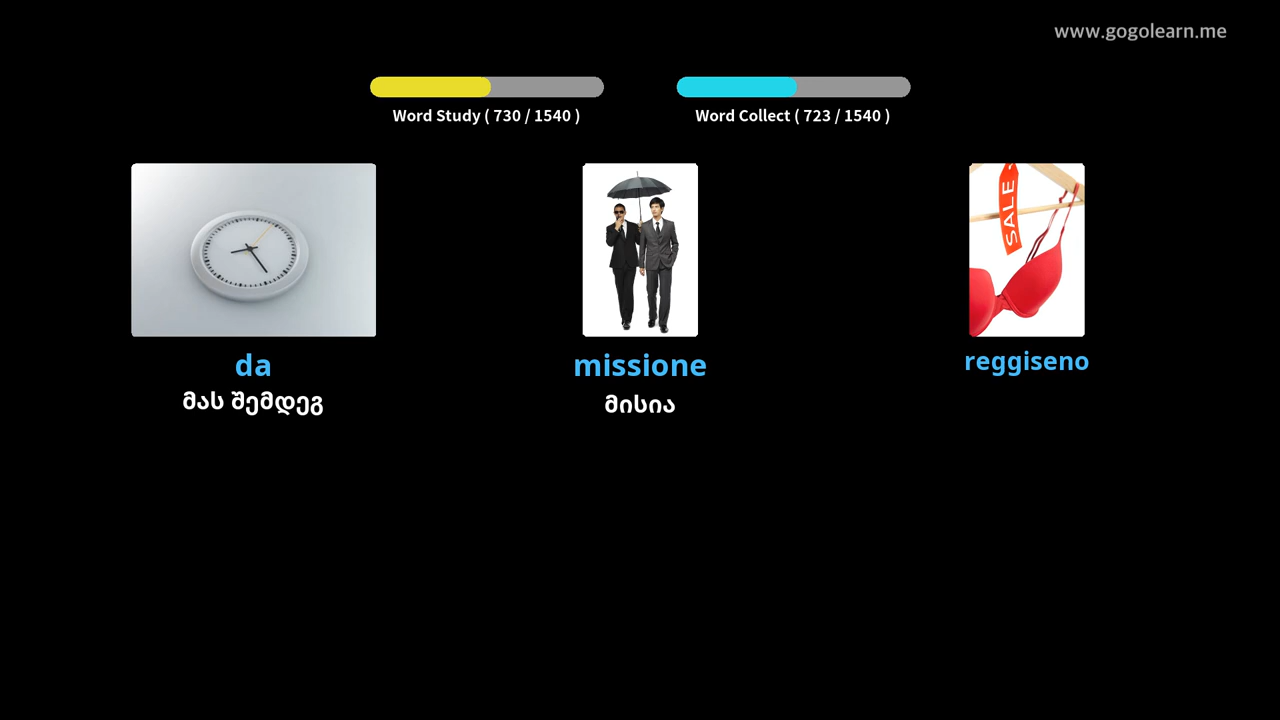 www.gogolearn.me
Word Study ( 730 / 1540 )
Word Collect ( 723 / 1540 )
SALE
da
მას შემდეგ
missione
მისია
reggiseno